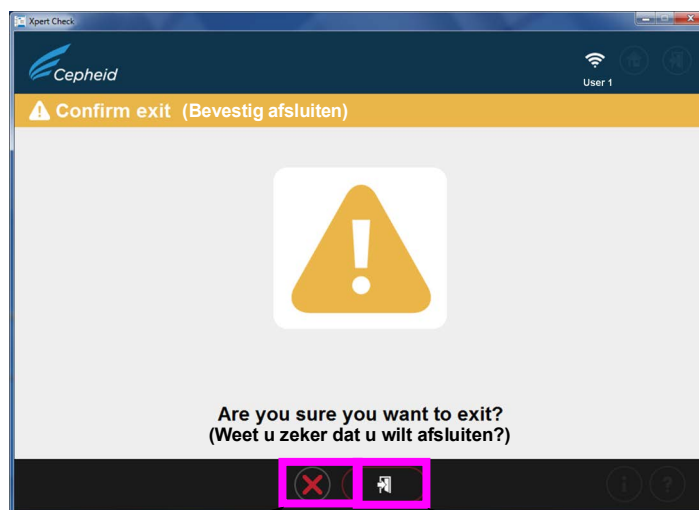 Xpert Check
Cepheid
User 1
Confirm exit (Bevestig afsluiten)
Are you sure you want to exit?
(Weet u zeker dat u wilt afsluiten?)